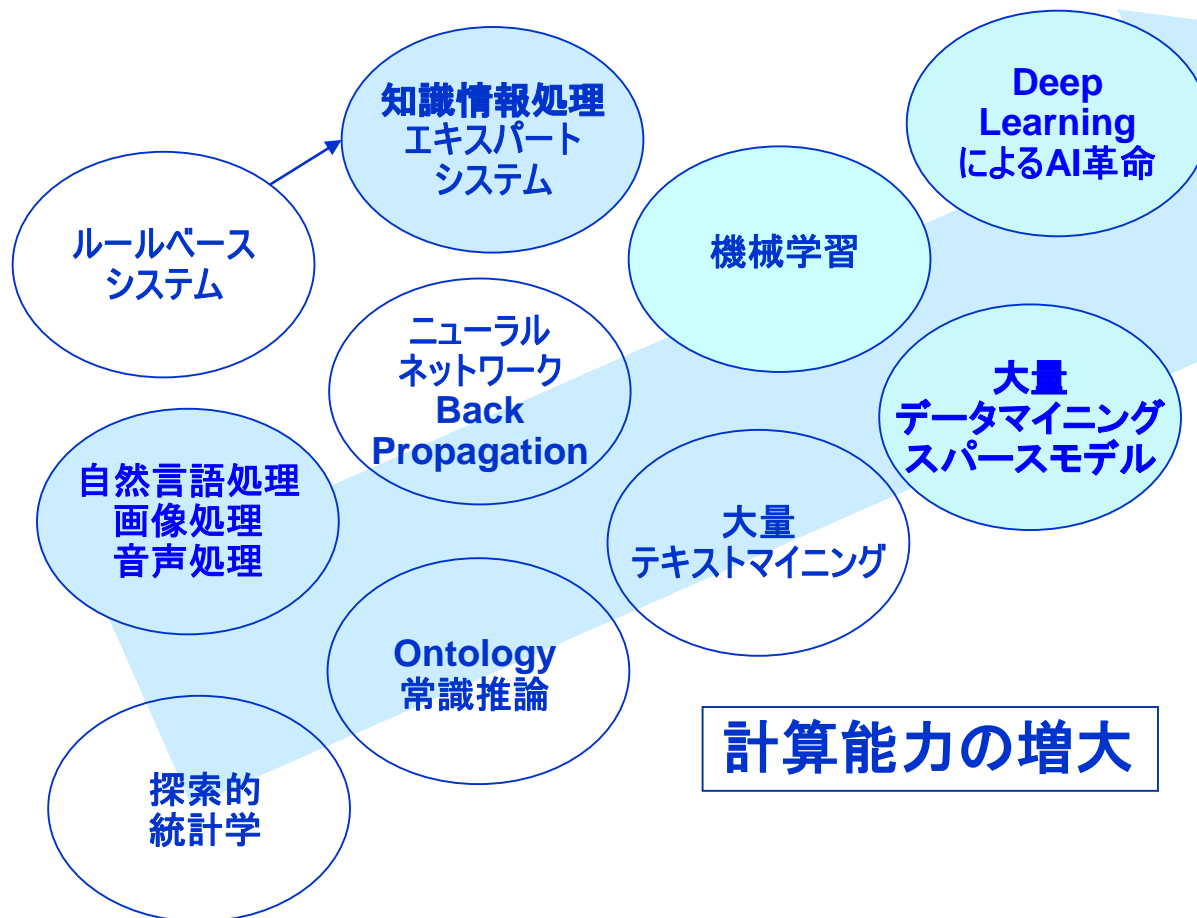 知識情報処理
エキスパート
システム
Deep
Learning
によるAI革命
ルールベース
システム
機械学習
ニューラル
ネットワーク
Back
Propagation
大量
データマイニング
スパースモデル
自然言語処理
画像処理
音声処理
大量
テキストマイニング
Ontology
常識推論
計算能力の増大
探索的
統計学